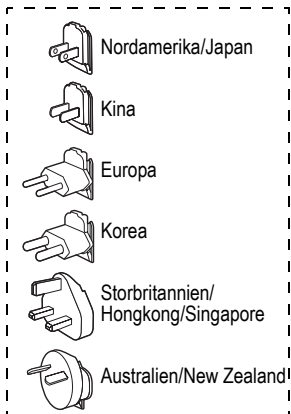 Nordamerika/Japan
Kina
Europa
Korea
Storbritannien/
Hongkong/Singapore
Australien/New Zealand